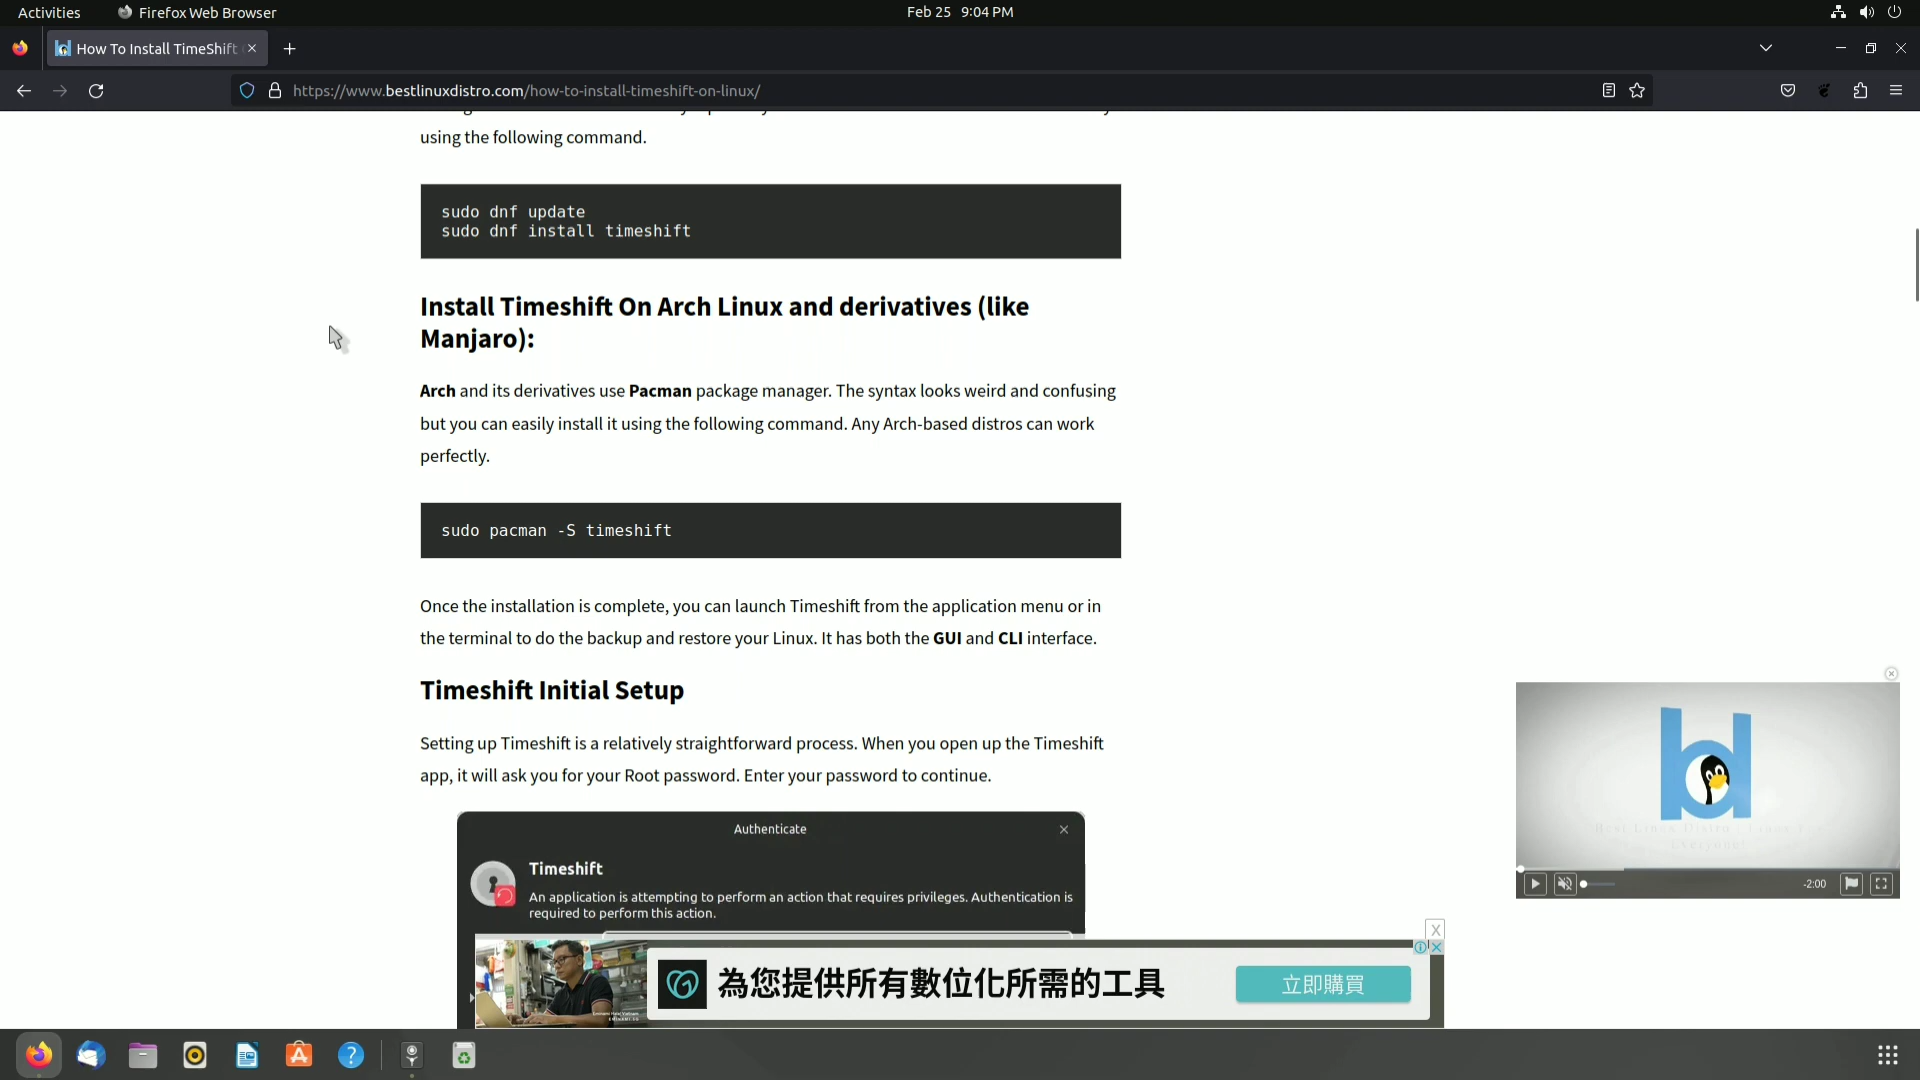 Activities
Firefox Web Browser
Feb 25 9:04 PM
How To Install TimeShift
https://www.bestlinuxdistro.com/how-to-install-timeshift-on-linux/
using the following command.
sudo dnf update
sudo dnf install timeshift
Install Timeshift On Arch Linux and derivatives (like
Manjaro):
Arch and its derivatives use Pacman package manager. The syntax looks weird and confusing
but you can easily install it using the following command. Any Arch-based distros can work
perfectly.
sudo pacman -S timeshift
Once the installation is complete, you can launch Timeshift from the application menu or in
the terminal to do the backup and restore your Linux. It has both the GUI and CLI interface.
Timeshift Initial Setup
Setting up Timeshift is a relatively straightforward process. When you open up the Timeshift
app, it will ask you for your Root password. Enter your password to continue.
Authenticate
Timeshift
An application is attempting to perform an action that requires privileges. Authentication is
required to perform this action.
-2:00
X
為您提供所有數位化所需的工具
立即購買